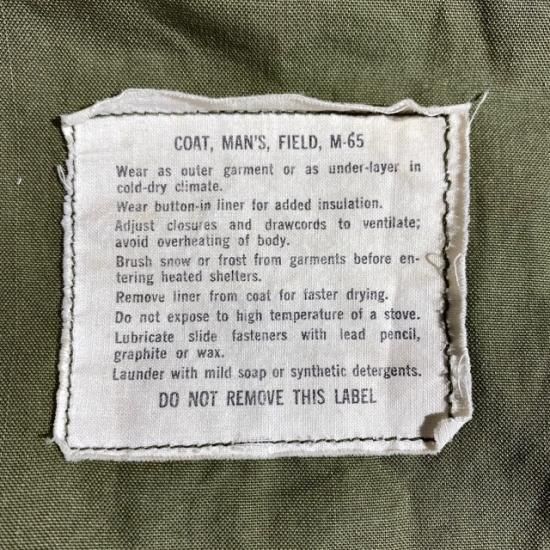 COAT, MAN'S, FIELD, M-65
Wear as outer garment or as under-layer in
cold-dry climate.
Wear button-in liner for added insulation.
Adjust closures and drawcords to ventilate;
avoid overheating of body.
Brush snow or frost from garments before en-
tering heated shelters.
Remove liner from coat for faster drying.
Do not expose to high temperature of a stove.
Lubricate slide fasteners with lead pencil,
graphite or wax.
Launder with mild soap or synthetic detergents.
DO NOT REMOVE THIS LABEL